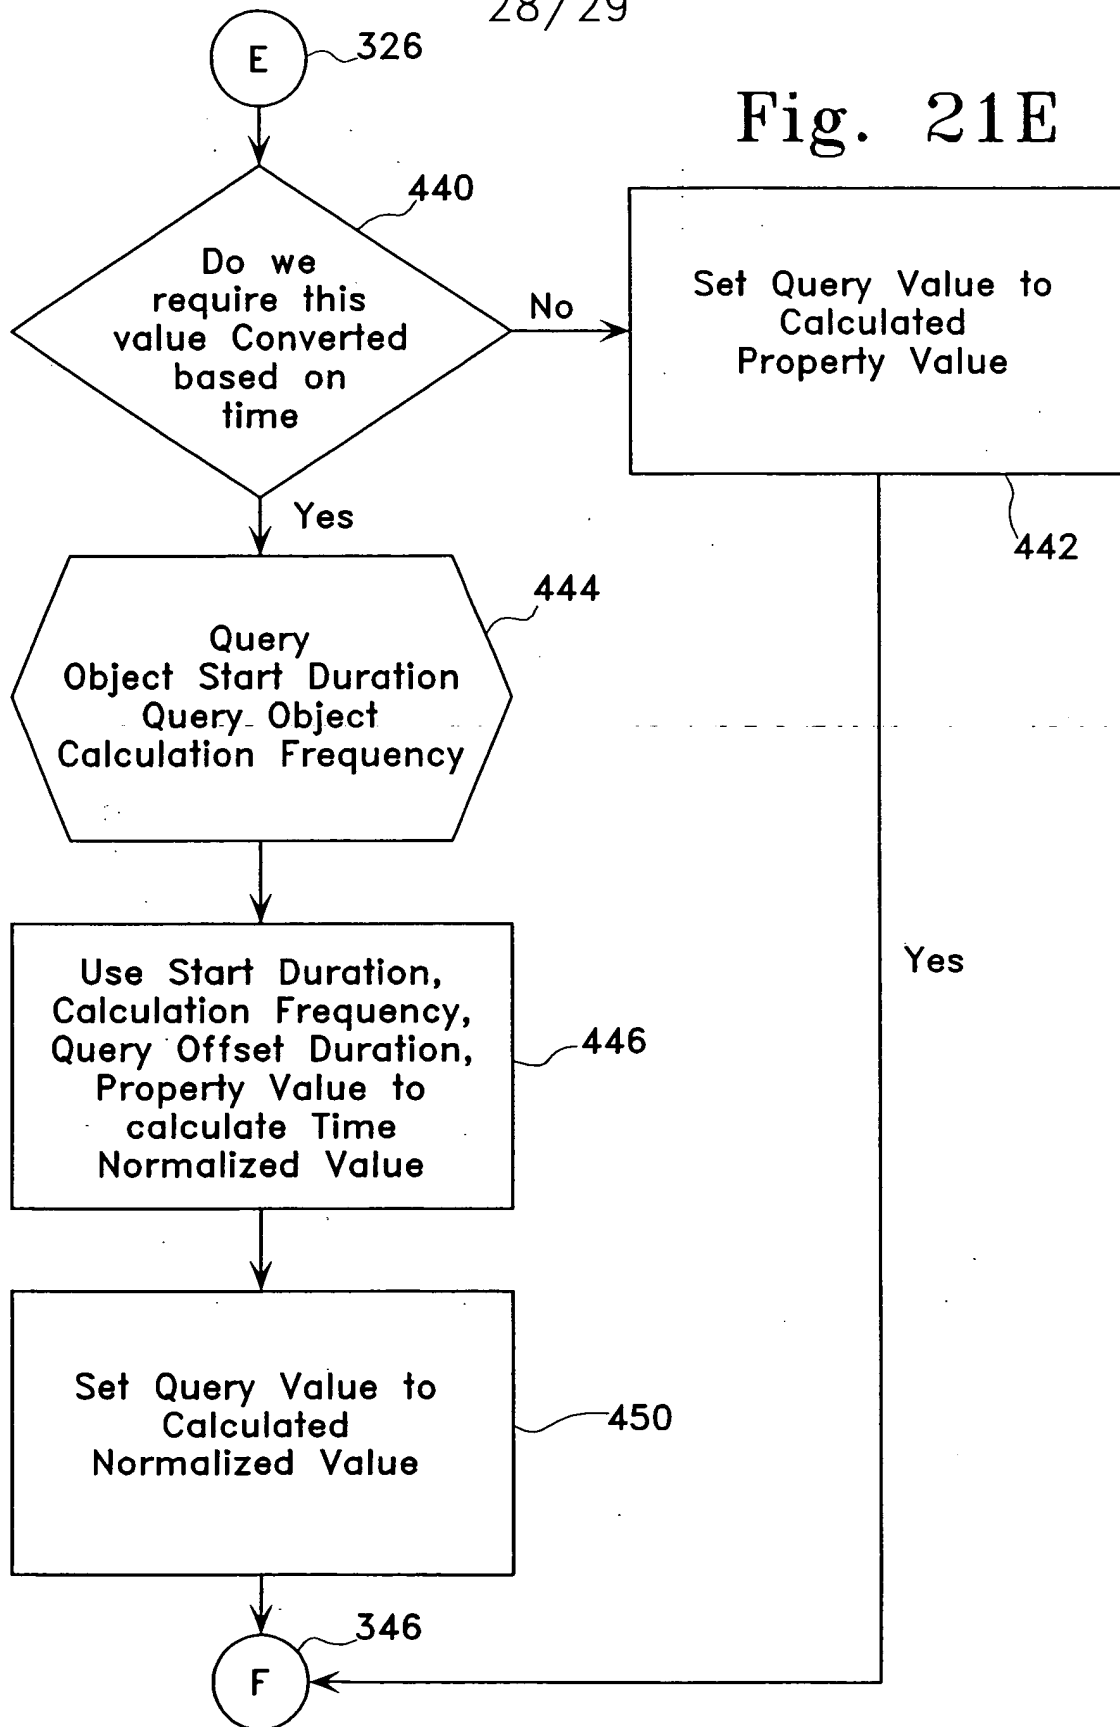 28/29
E
326
Fig. 21E
440
Do we
require this
value Converted
based on
time
No
Set Query Value to
Calculated
Property Value
442
Yes
444
Query
Object Start Duration
Query Object
Calculation Frequency
Use Start Duration,
Calculation Frequency,
Query Offset Duration,
Property Value to
calculate Time
Normalized Value
446
Yes
Set Query Value to
Calculated
Normalized Value
450
346
F